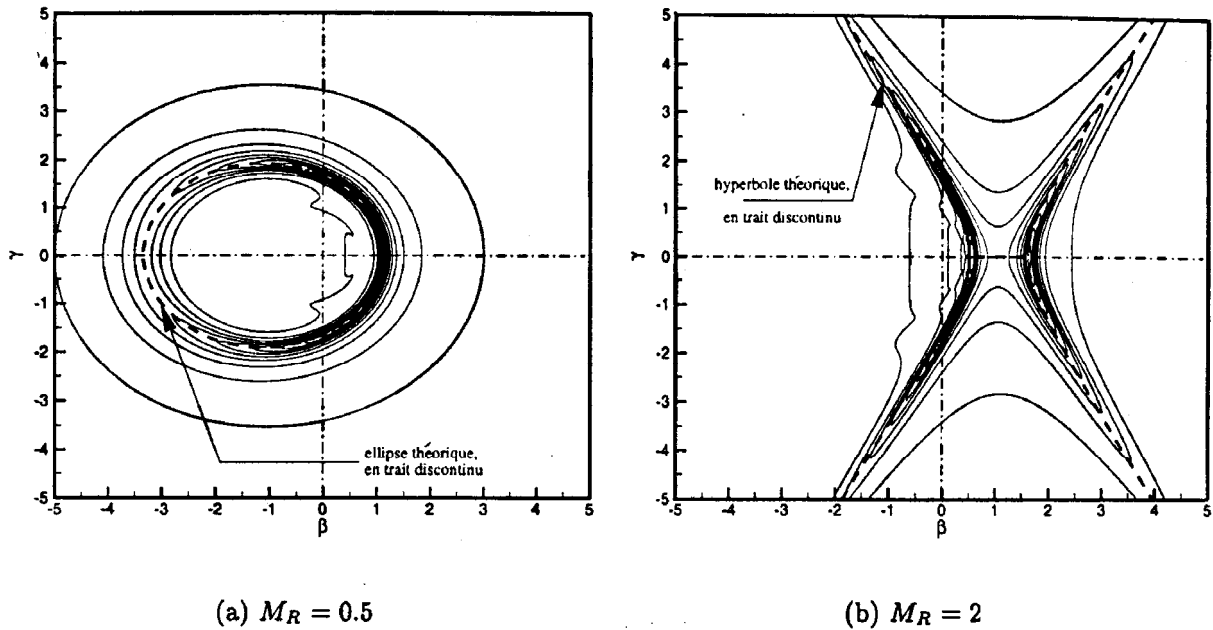 5
4
3
2
1
0
-1
-2
-3
-4
-5
γ
-5 -4 -3 -2 -1 0 1 2 3 4 5
β
ellipse théorique,
en trait discontinu
(a) M_R = 0.5
5
4
3
2
1
0
-1
-2
-3
-4
-5
γ
-5 -4 -3 -2 -1 0 1 2 3 4 5
β
hyperbole théorique,
en trait discontinu
(b) M_R = 2